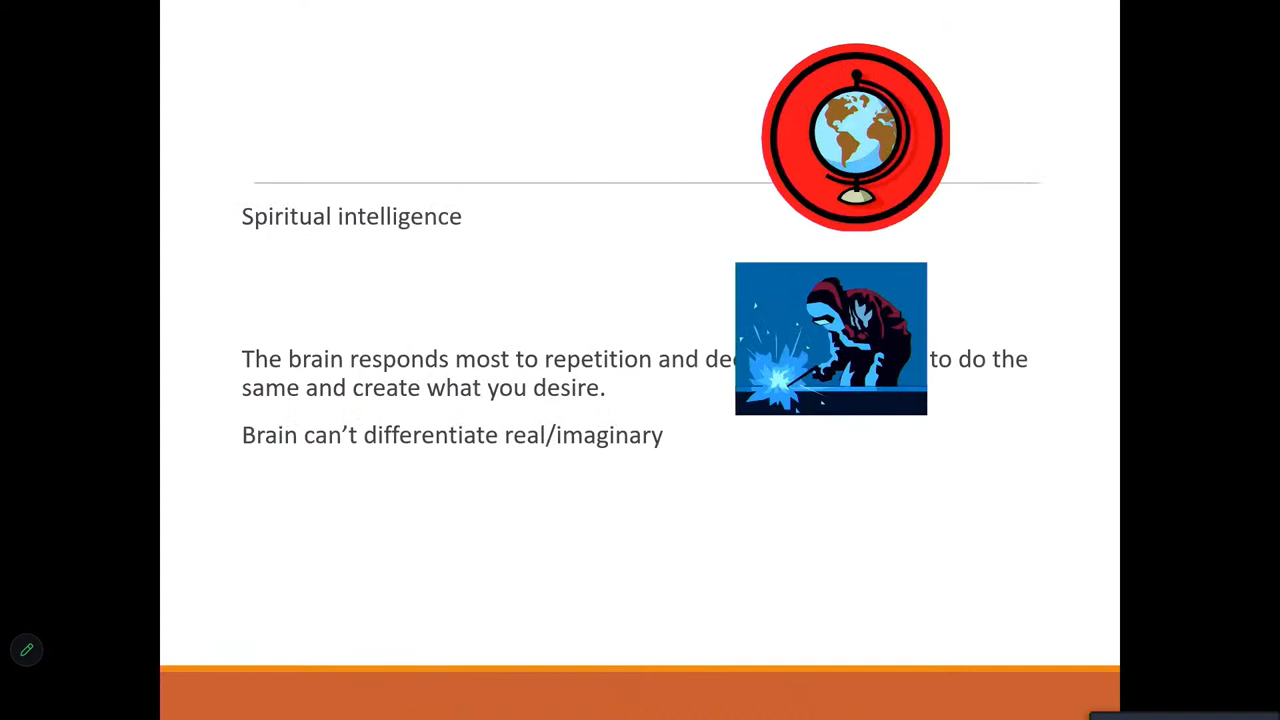 Spiritual intelligence
The brain responds most to repetition and to do the
same and create what you desire.
Brain can’t differentiate real/imaginary